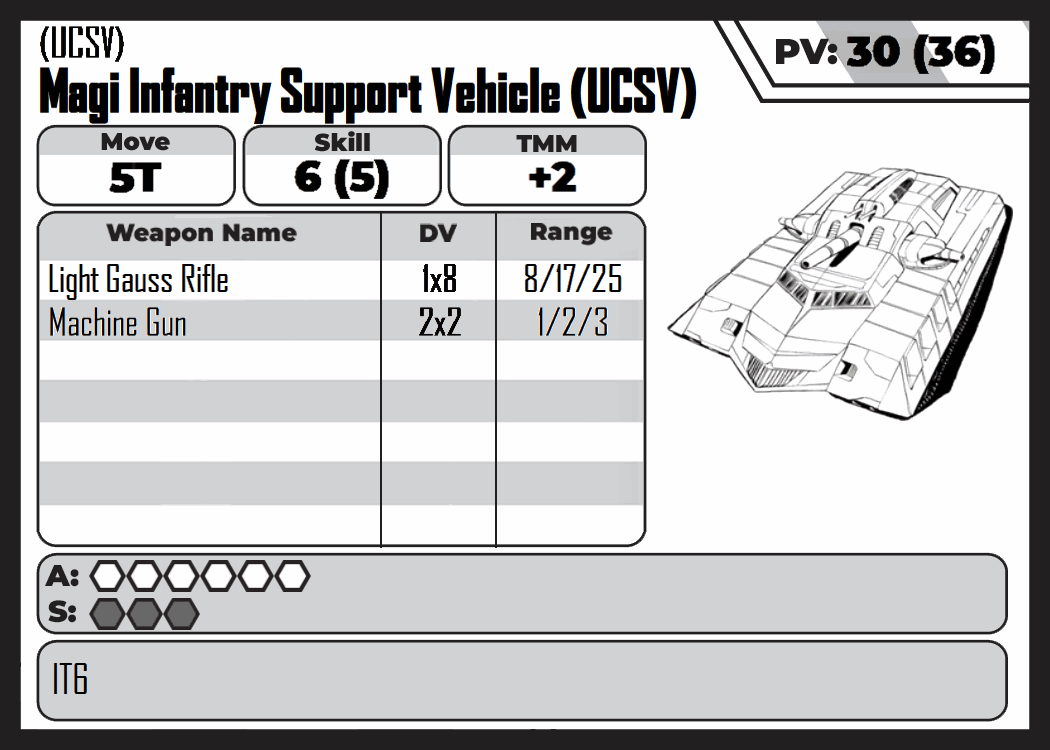 (UCSV)
PV: 30 (36)
Magi Infantry Support Vehicle (UCSV)
Move Skill TMM
5T 6 (5) +2
Weapon Name DV Range
Light Gauss Rifle 1x8 8/17/25
Machine Gun 2x2 1/2/3
A:
S:
IT6